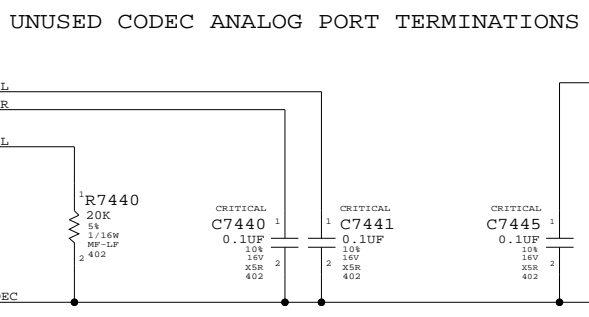 UNUSED CODEC ANALOG PORT TERMINATIONS
L
R
L
1
R7440
20K
5%
1/16W
MF-LF
402
2
CRITICAL
C7440
0.1UF
10%
16V
X5R
402
1
2
CRITICAL
C7441
0.1UF
10%
16V
X5R
402
1
2
CRITICAL
C7445
0.1UF
10%
16V
X5R
402
1
2
DEC